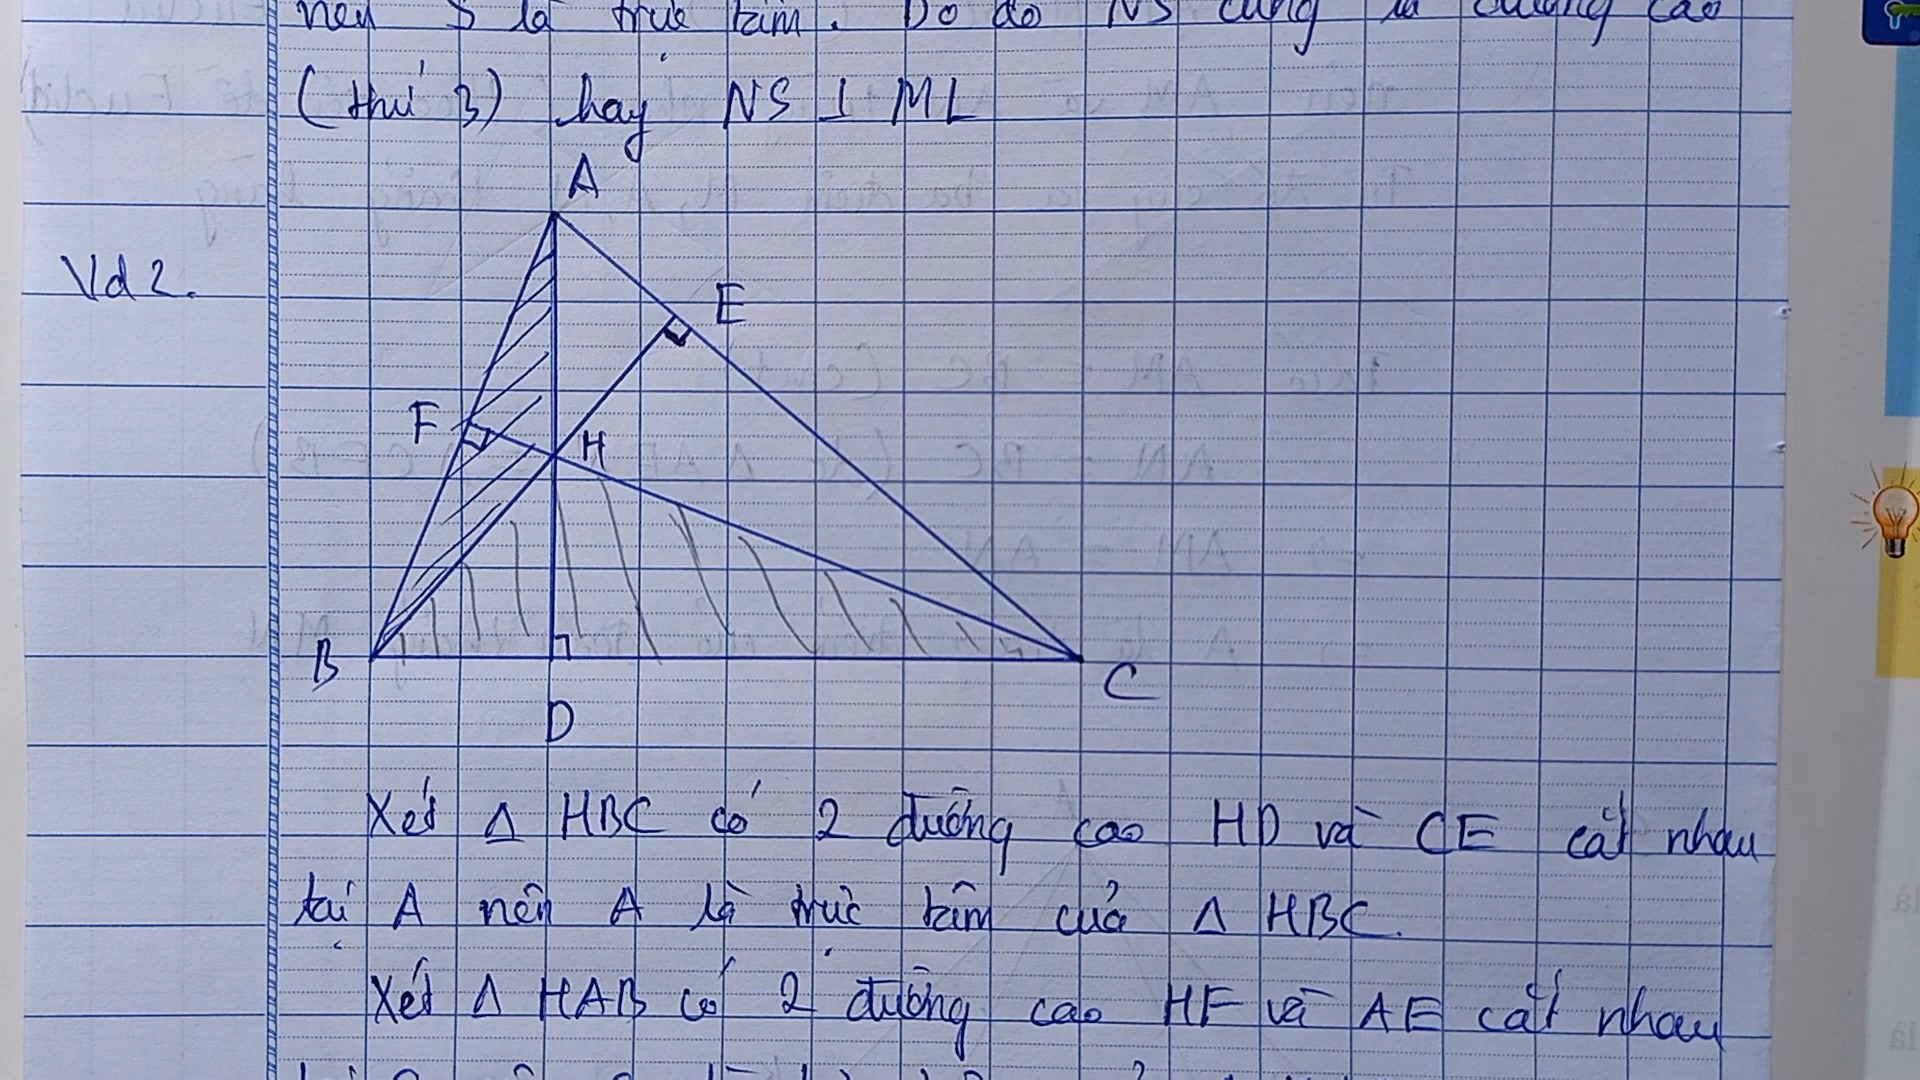 nên S là trực tâm. Do đó NS cũng là đường cao
(thứ 3) hay NS ⊥ ML
A
Vd 2.
E
F
H
B
C
D
Xét Δ HBC có 2 đường cao HD và CE cắt nhau
tại A nên A là trực tâm của Δ HBC.
Xét Δ HAB có 2 đường cao HF và AE cắt nhau